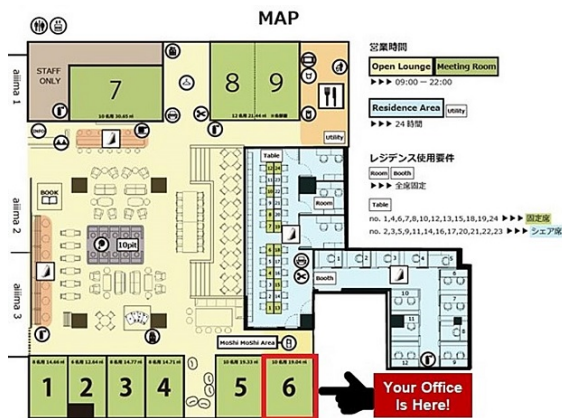 MAP
営業時間
Open Lounge Meeting Room
▶▶▶ 09:00 － 22:00
Residence Area Utility
▶▶▶ 24 時間
レジデンス使用要件
Room Booth
▶▶▶ 全席固定
Table
no. 1,4,6,7,8,10,12,13,15,18,19,24 ▶▶▶ 固定席
no. 2,3,5,9,11,14,16,17,20,21,22,23 ▶▶▶ シェア席
aiiima 1
STAFF ONLY
7
8
9
Utility
INFO
BOOK
aiiima 2
10pit
Table
Room
Booth
aiiima 3
MoShi MoShi Area
1
2
3
4
5
6
Your Office
Is Here!